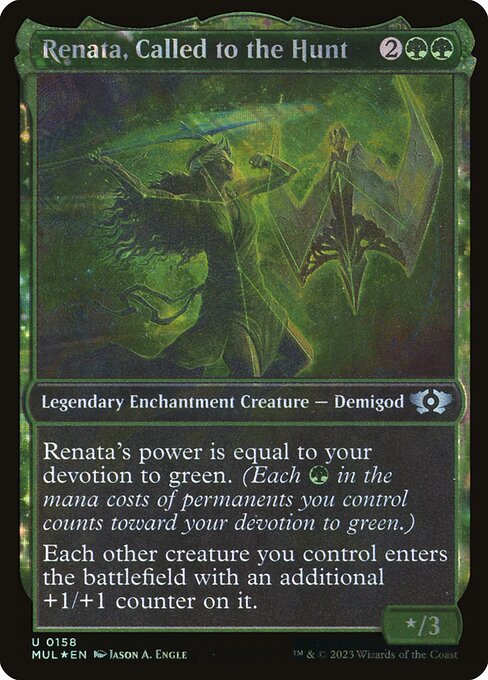 Renata, Called to the Hunt 2
Legendary Enchantment Creature — Demigod
Renata's power is equal to your
devotion to green. (Each in the
mana costs of permanents you control
counts toward your devotion to green.)
Each other creature you control enters
the battlefield with an additional
+1/+1 counter on it.
*/3
U 0158
MUL★EN Jason A. Engle
™ & © 2023 Wizards of the Coast